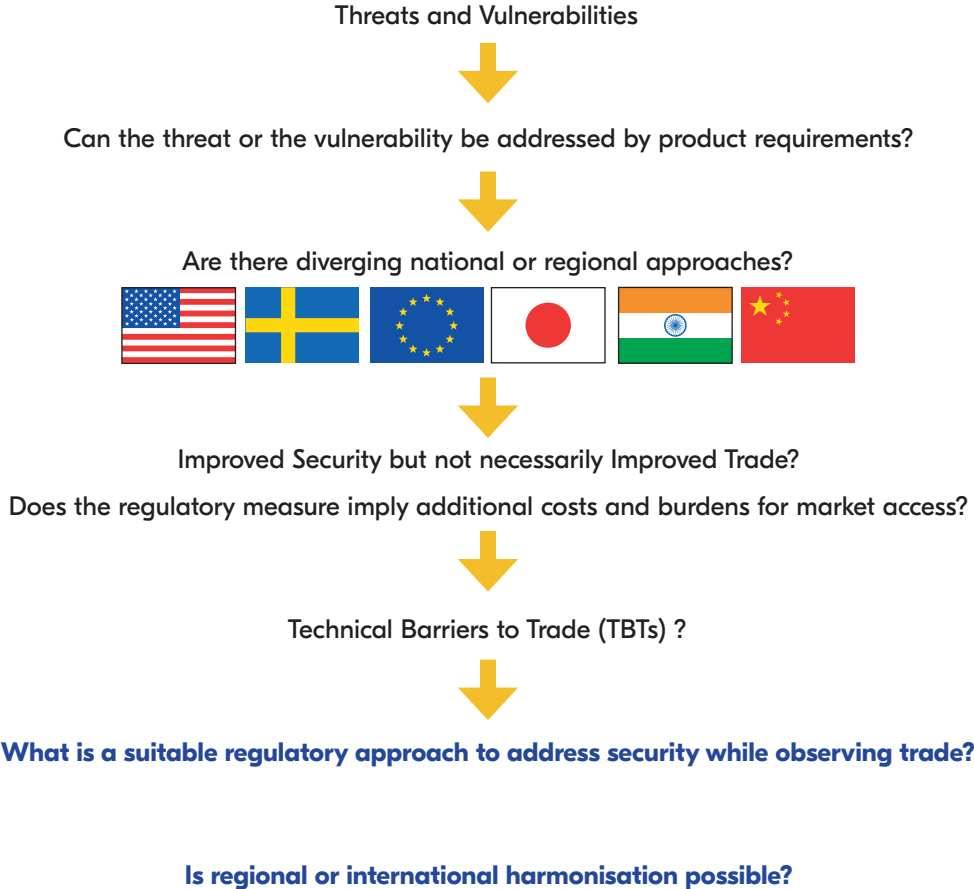 Threats and Vulnerabilities
Can the threat or the vulnerability be addressed by product requirements?
Are there diverging national or regional approaches?
Improved Security but not necessarily Improved Trade?
Does the regulatory measure imply additional costs and burdens for market access?
Technical Barriers to Trade (TBTs) ?
What is a suitable regulatory approach to address security while observing trade?
Is regional or international harmonisation possible?